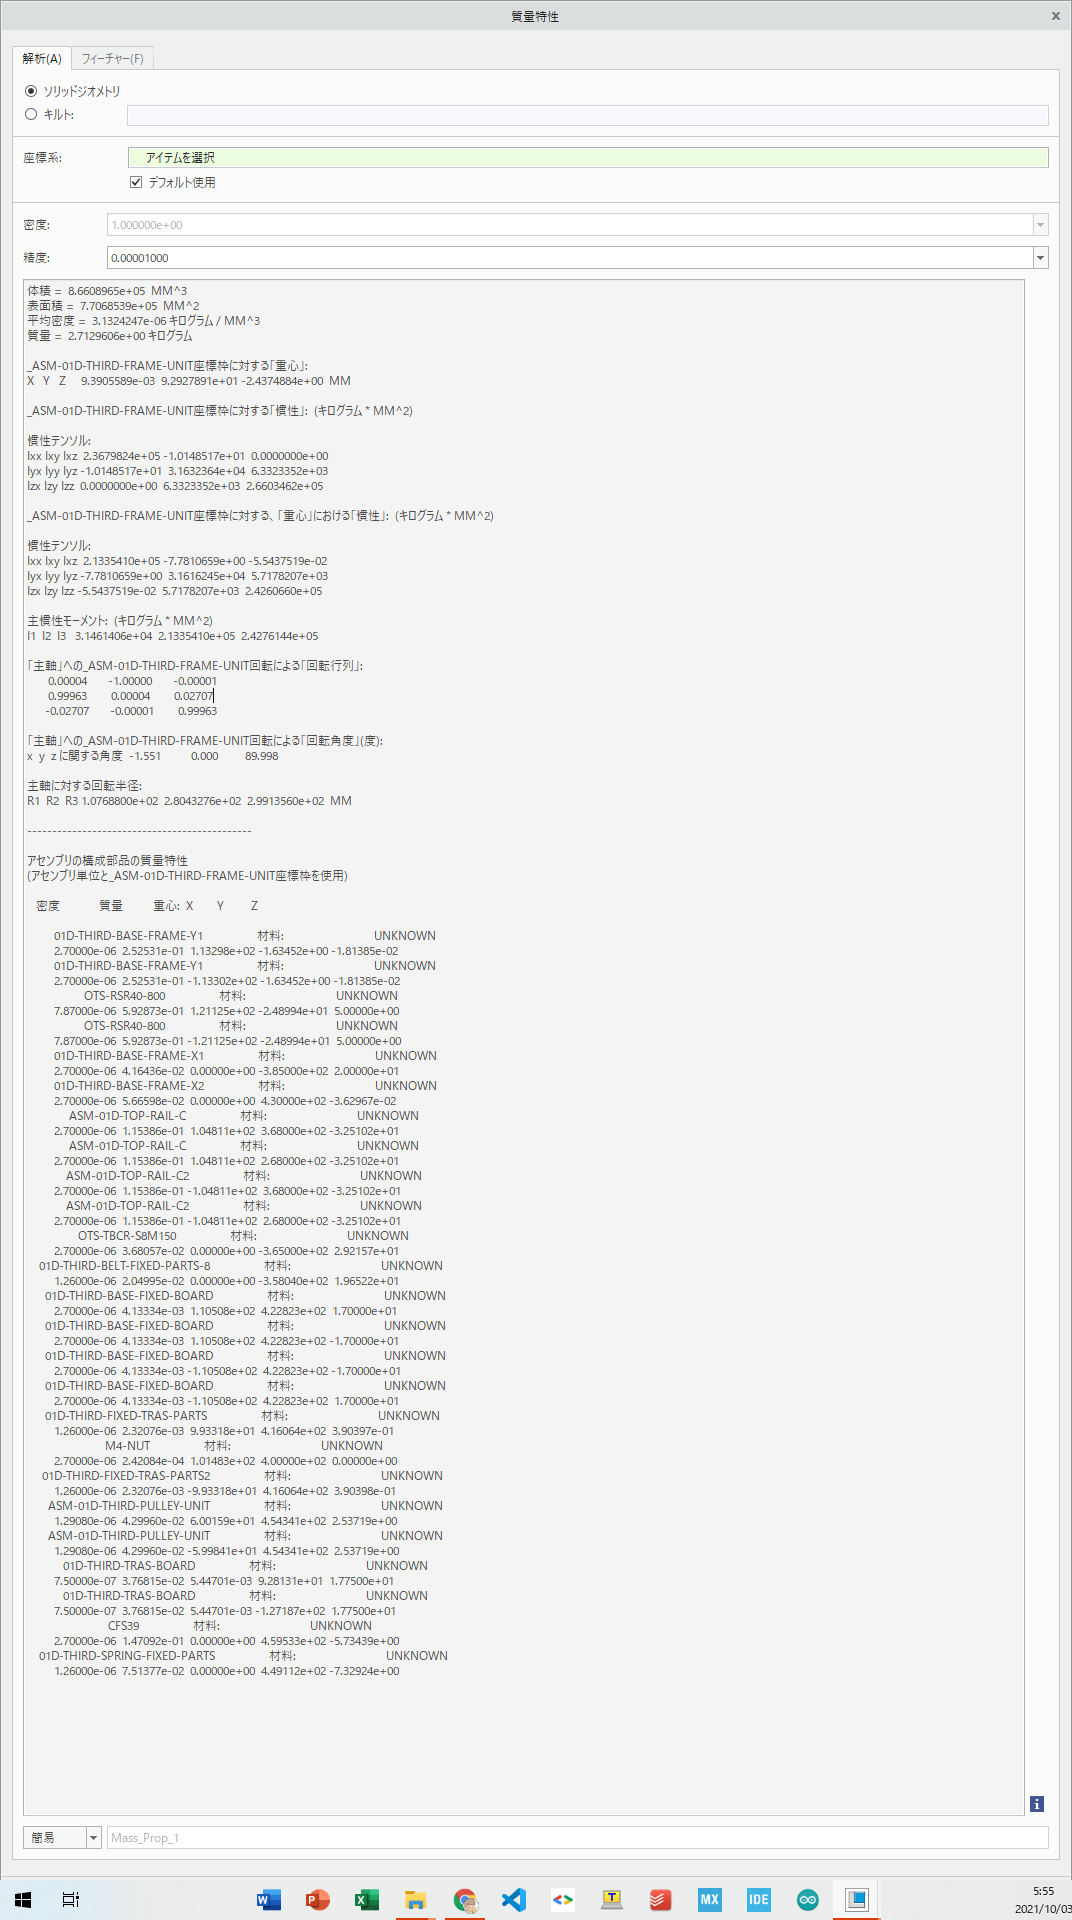 質量特性
解析(A) フィーチャー(F)
ソリッドジオメトリ
キルト:
座標系: アイテムを選択
デフォルト使用
密度: 1.000000e+00
精度: 0.00001000
体積 = 8.6608965e+05 MM^3
表面積 = 7.7068539e+05 MM^2
平均密度 = 3.1324247e-06 キログラム / MM^3
質量 = 2.7129606e+00 キログラム
_ASM-01D-THIRD-FRAME-UNIT座標枠に対する「重心」:
X Y Z 9.3905589e-03 9.2927891e+01 -2.4374884e+00 MM
_ASM-01D-THIRD-FRAME-UNIT座標枠に対する「慣性」: (キログラム * MM^2)
慣性テンソル:
Ixx Ixy Ixz 2.3679824e+05 -1.0148517e+01 0.0000000e+00
Iyx Iyy Iyz -1.0148517e+01 3.1632364e+04 6.3323352e+03
Izx Izy Izz 0.0000000e+00 6.3323352e+03 2.6603462e+05
_ASM-01D-THIRD-FRAME-UNIT座標枠に対する、「重心」における「慣性」: (キログラム * MM^2)
慣性テンソル:
Ixx Ixy Ixz 2.1335410e+05 -7.7810659e+00 -5.5437519e-02
Iyx Iyy Iyz -7.7810659e+00 3.1616245e+04 5.7178207e+03
Izx Izy Izz -5.5437519e-02 5.7178207e+03 2.4260660e+05
主慣性モーメント: (キログラム * MM^2)
I1 I2 I3 3.1461406e+04 2.1335410e+05 2.4276144e+05
「主軸」への_ASM-01D-THIRD-FRAME-UNIT回転による「回転行列」:
0.00004 -1.00000 -0.00001
0.99963 0.00004 0.02707
-0.02707 -0.00001 0.99963
「主軸」への_ASM-01D-THIRD-FRAME-UNIT回転による「回転角度」(度):
x y z に関する角度 -1.551 0.000 89.998
主軸に対する回転半径:
R1 R2 R3 1.0768800e+02 2.8043276e+02 2.9913560e+02 MM
---------------------------------------------
アセンブリの構成部品の質量特性
(アセンブリ単位と_ASM-01D-THIRD-FRAME-UNIT座標枠を使用)
密度 質量 重心: X Y Z
01D-THIRD-BASE-FRAME-Y1 材料: UNKNOWN
2.70000e-06 2.52531e-01 1.13298e+02 -1.63452e+00 -1.81385e-02
01D-THIRD-BASE-FRAME-Y1 材料: UNKNOWN
2.70000e-06 2.52531e-01 -1.13302e+02 -1.63452e+00 -1.81385e-02
OTS-RSR40-800 材料: UNKNOWN
7.87000e-06 5.92873e-01 1.21125e+02 -2.48994e+01 5.00000e+00
OTS-RSR40-800 材料: UNKNOWN
7.87000e-06 5.92873e-01 -1.21125e+02 -2.48994e+01 5.00000e+00
01D-THIRD-BASE-FRAME-X1 材料: UNKNOWN
2.70000e-06 4.16436e-02 0.00000e+00 -3.85000e+02 2.00000e+01
01D-THIRD-BASE-FRAME-X2 材料: UNKNOWN
2.70000e-06 5.66598e-02 0.00000e+00 4.30000e+02 -3.62967e-02
ASM-01D-TOP-RAIL-C 材料: UNKNOWN
2.70000e-06 1.15386e-01 1.04811e+02 3.68000e+02 -3.25102e+01
ASM-01D-TOP-RAIL-C 材料: UNKNOWN
2.70000e-06 1.15386e-01 1.04811e+02 2.68000e+02 -3.25102e+01
ASM-01D-TOP-RAIL-C2 材料: UNKNOWN
2.70000e-06 1.15386e-01 -1.04811e+02 3.68000e+02 -3.25102e+01
ASM-01D-TOP-RAIL-C2 材料: UNKNOWN
2.70000e-06 1.15386e-01 -1.04811e+02 2.68000e+02 -3.25102e+01
OTS-TBCR-S8M150 材料: UNKNOWN
2.70000e-06 3.68057e-02 0.00000e+00 -3.65000e+02 2.92157e+01
01D-THIRD-BELT-FIXED-PARTS-8 材料: UNKNOWN
1.26000e-06 2.04995e-02 0.00000e+00 -3.58040e+02 1.96522e+01
01D-THIRD-BASE-FIXED-BOARD 材料: UNKNOWN
2.70000e-06 4.13334e-03 1.10508e+02 4.22823e+02 1.70000e+01
01D-THIRD-BASE-FIXED-BOARD 材料: UNKNOWN
2.70000e-06 4.13334e-03 1.10508e+02 4.22823e+02 -1.70000e+01
01D-THIRD-BASE-FIXED-BOARD 材料: UNKNOWN
2.70000e-06 4.13334e-03 -1.10508e+02 4.22823e+02 -1.70000e+01
01D-THIRD-BASE-FIXED-BOARD 材料: UNKNOWN
2.70000e-06 4.13334e-03 -1.10508e+02 4.22823e+02 1.70000e+01
01D-THIRD-FIXED-TRAS-PARTS 材料: UNKNOWN
1.26000e-06 2.32076e-03 9.93318e+01 4.16064e+02 3.90397e-01
M4-NUT 材料: UNKNOWN
2.70000e-06 2.42084e-04 1.01483e+02 4.00000e+02 0.00000e+00
01D-THIRD-FIXED-TRAS-PARTS2 材料: UNKNOWN
1.26000e-06 2.32076e-03 -9.93318e+01 4.16064e+02 3.90398e-01
ASM-01D-THIRD-PULLEY-UNIT 材料: UNKNOWN
1.29080e-06 4.29960e-02 6.00159e+01 4.54341e+02 2.53719e+00
ASM-01D-THIRD-PULLEY-UNIT 材料: UNKNOWN
1.29080e-06 4.29960e-02 -5.99841e+01 4.54341e+02 2.53719e+00
01D-THIRD-TRAS-BOARD 材料: UNKNOWN
7.50000e-07 3.76815e-02 5.44701e-03 9.28131e+01 1.77500e+01
01D-THIRD-TRAS-BOARD 材料: UNKNOWN
7.50000e-07 3.76815e-02 5.44701e-03 -1.27187e+02 1.77500e+01
CFS39 材料: UNKNOWN
2.70000e-06 1.47092e-01 0.00000e+00 4.59533e+02 -5.73439e+00
01D-THIRD-SPRING-FIXED-PARTS 材料: UNKNOWN
1.26000e-06 7.51377e-02 0.00000e+00 4.49112e+02 -7.32924e+00
簡易 Mass_Prop_1
MX IDE
5:55
2021/10/03